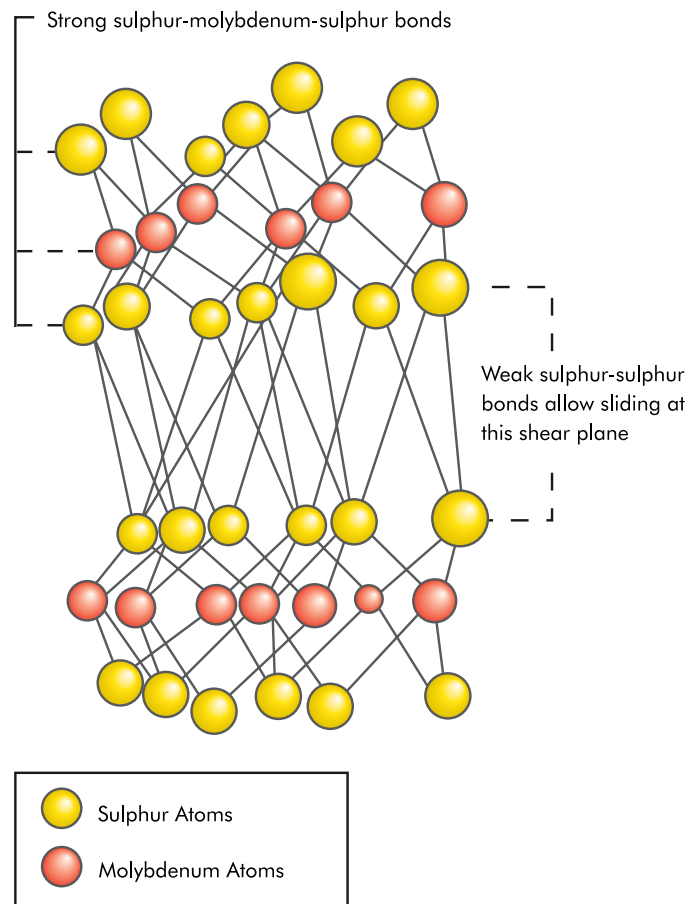 Strong sulphur-molybdenum-sulphur bonds
Weak sulphur-sulphur
bonds allow sliding at
this shear plane
Sulphur Atoms
Molybdenum Atoms